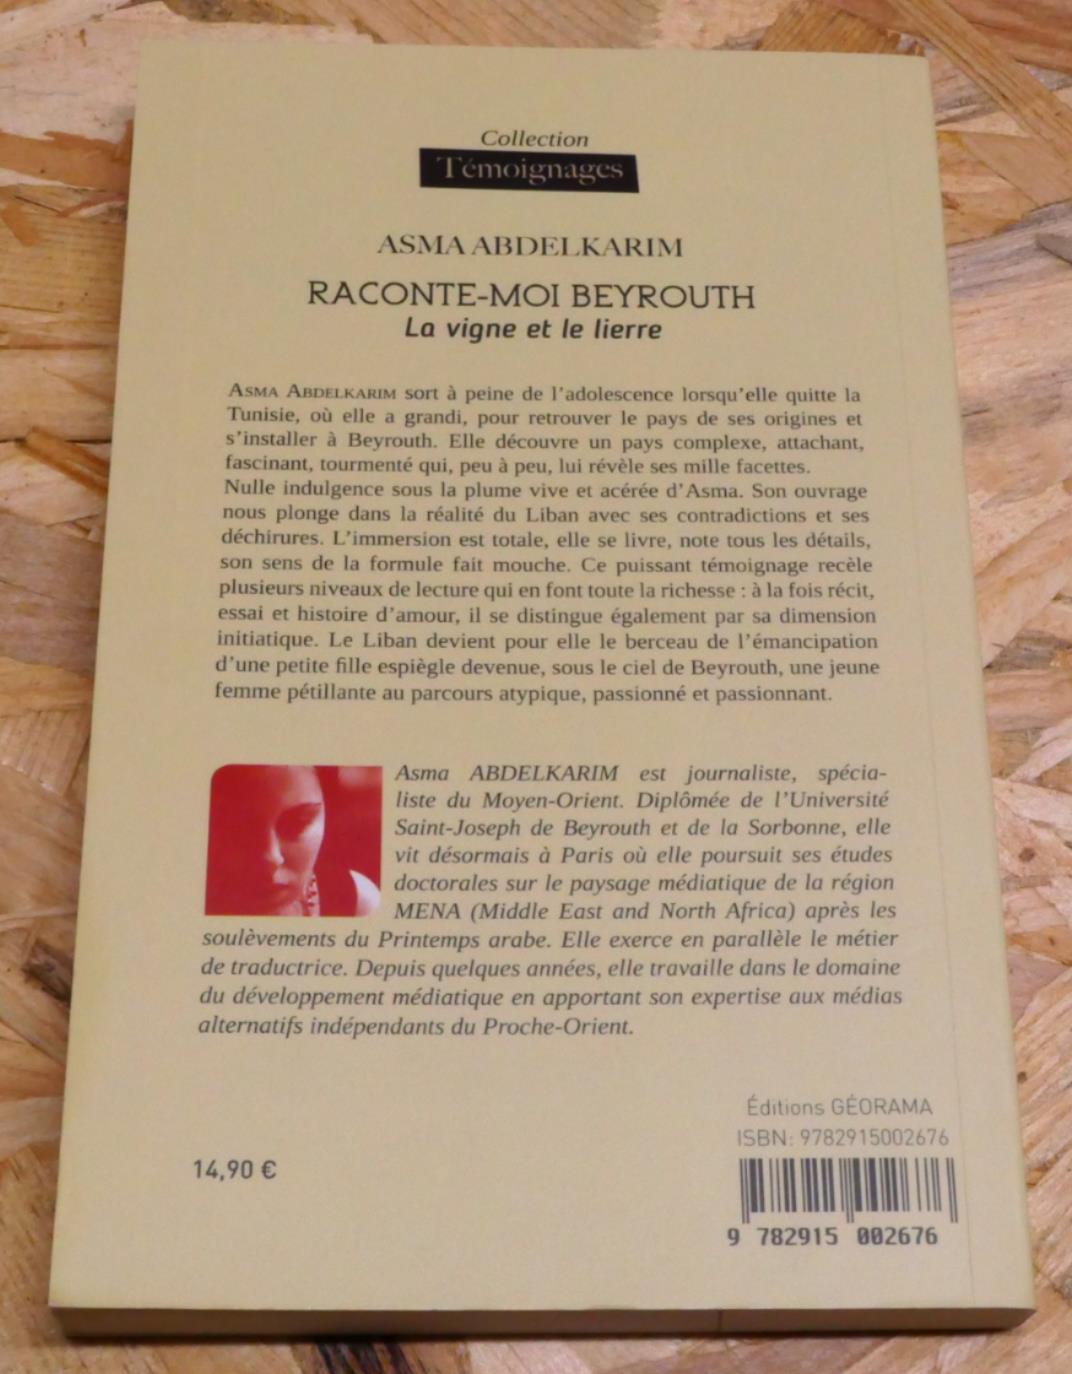 Collection
Témoignages
ASMA ABDELKARIM
RACONTE-MOI BEYROUTH
La vigne et le lierre
ASMA ABDELKARIM sort à peine de l'adolescence lorsqu'elle quitte la
Tunisie, où elle a grandi, pour retrouver le pays de ses origines et
s'installer à Beyrouth. Elle découvre un pays complexe, attachant,
fascinant, tourmenté qui, peu à peu, lui révèle ses mille facettes.
Nulle indulgence sous la plume vive et acérée d'Asma. Son ouvrage
nous plonge dans la réalité du Liban avec ses contradictions et ses
déchirures. L'immersion est totale, elle se livre, note tous les détails,
son sens de la formule fait mouche. Ce puissant témoignage recèle
plusieurs niveaux de lecture qui en font toute la richesse : à la fois récit,
essai et histoire d'amour, il se distingue également par sa dimension
initiatique. Le Liban devient pour elle le berceau de l'émancipation
d'une petite fille espiègle devenue, sous le ciel de Beyrouth, une jeune
femme pétillante au parcours atypique, passionné et passionnant.
Asma ABDELKARIM est journaliste, spécia-
liste du Moyen-Orient. Diplômée de l'Université
Saint-Joseph de Beyrouth et de la Sorbonne, elle
vit désormais à Paris où elle poursuit ses études
doctorales sur le paysage médiatique de la région
MENA (Middle East and North Africa) après les
soulèvements du Printemps arabe. Elle exerce en parallèle le métier
de traductrice. Depuis quelques années, elle travaille dans le domaine
du développement médiatique en apportant son expertise aux médias
alternatifs indépendants du Proche-Orient.
Éditions GÉORAMA
ISBN: 9782915002676
14,90 €
9 782915 002676